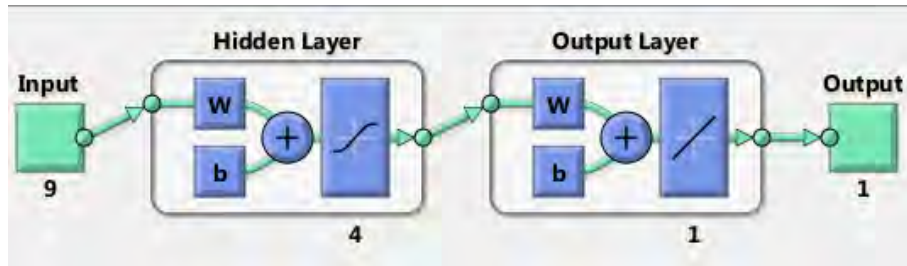 Hidden Layer
Output Layer
Input
Output
W
W
+
+
b
b
9
4
1
1